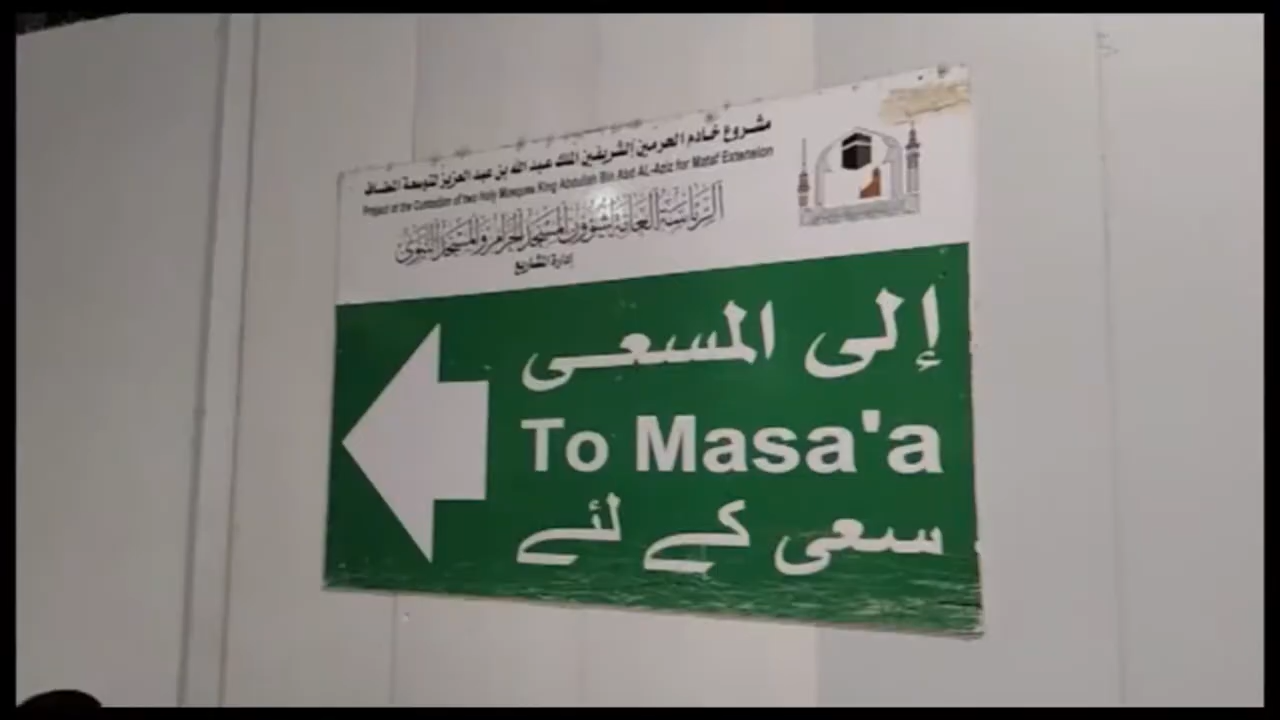 مشروع خادم الحرمين الشريفين الملك عبد الله بن عبد العزيز لتوسعة المطاف
Project of the Custodian of two Holy Mosques King Abdullah Bin Abd AL-Aziz for Mataf Extension
الرئاسة العامة لشؤون المسجد الحرام والمسجد النبوي
إدارة المشاريع
إلى المسعى
To Masa'a
سعی کے لئے